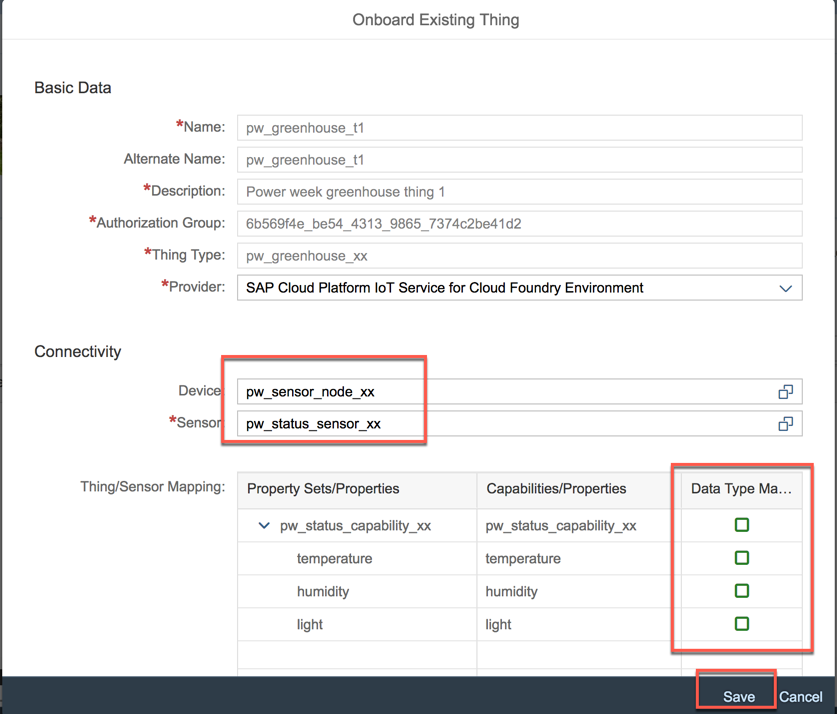 Onboard Existing Thing
Basic Data
*Name: pw_greenhouse_t1
Alternate Name: pw_greenhouse_t1
*Description: Power week greenhouse thing 1
*Authorization Group: 6b569f4e_be54_4313_9865_7374c2be41d2
*Thing Type: pw_greenhouse_xx
*Provider: SAP Cloud Platform IoT Service for Cloud Foundry Environment
Connectivity
Device pw_sensor_node_xx
*Sensor pw_status_sensor_xx
Thing/Sensor Mapping: Property Sets/Properties Capabilities/Properties Data Type Ma...
pw_status_capability_xx pw_status_capability_xx
temperature temperature
humidity humidity
light light
Save Cancel